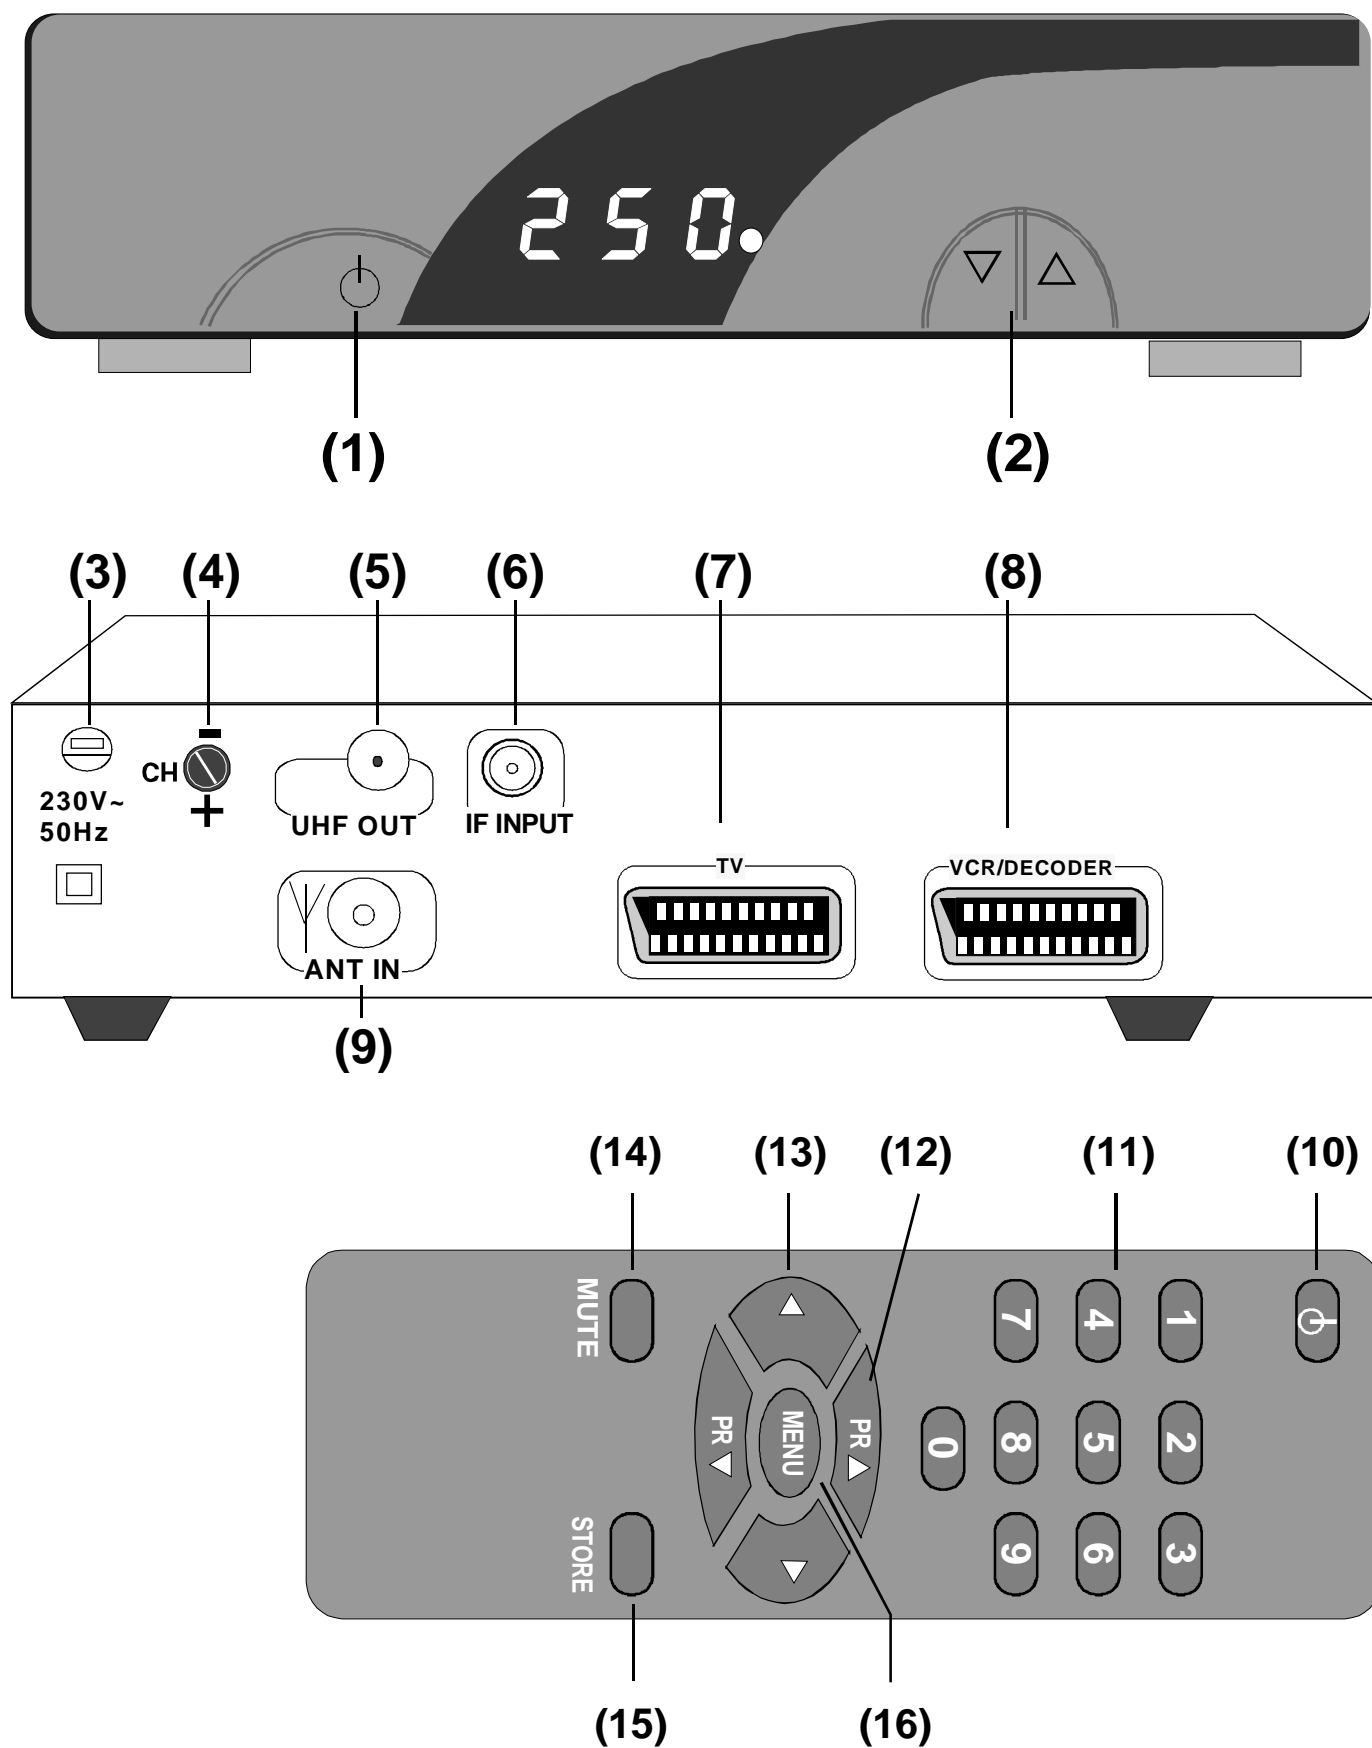 250.
(1) (2)
(3) (4) (5) (6) (7) (8)
CH
230V~
50Hz
UHF OUT
IF INPUT
TV
VCR/DECODER
ANT IN
(9)
(14) (13) (12) (11) (10)
MUTE
7 4 1
PR MENU PR
0 8 5 2
STORE
9 6 3
(15) (16)